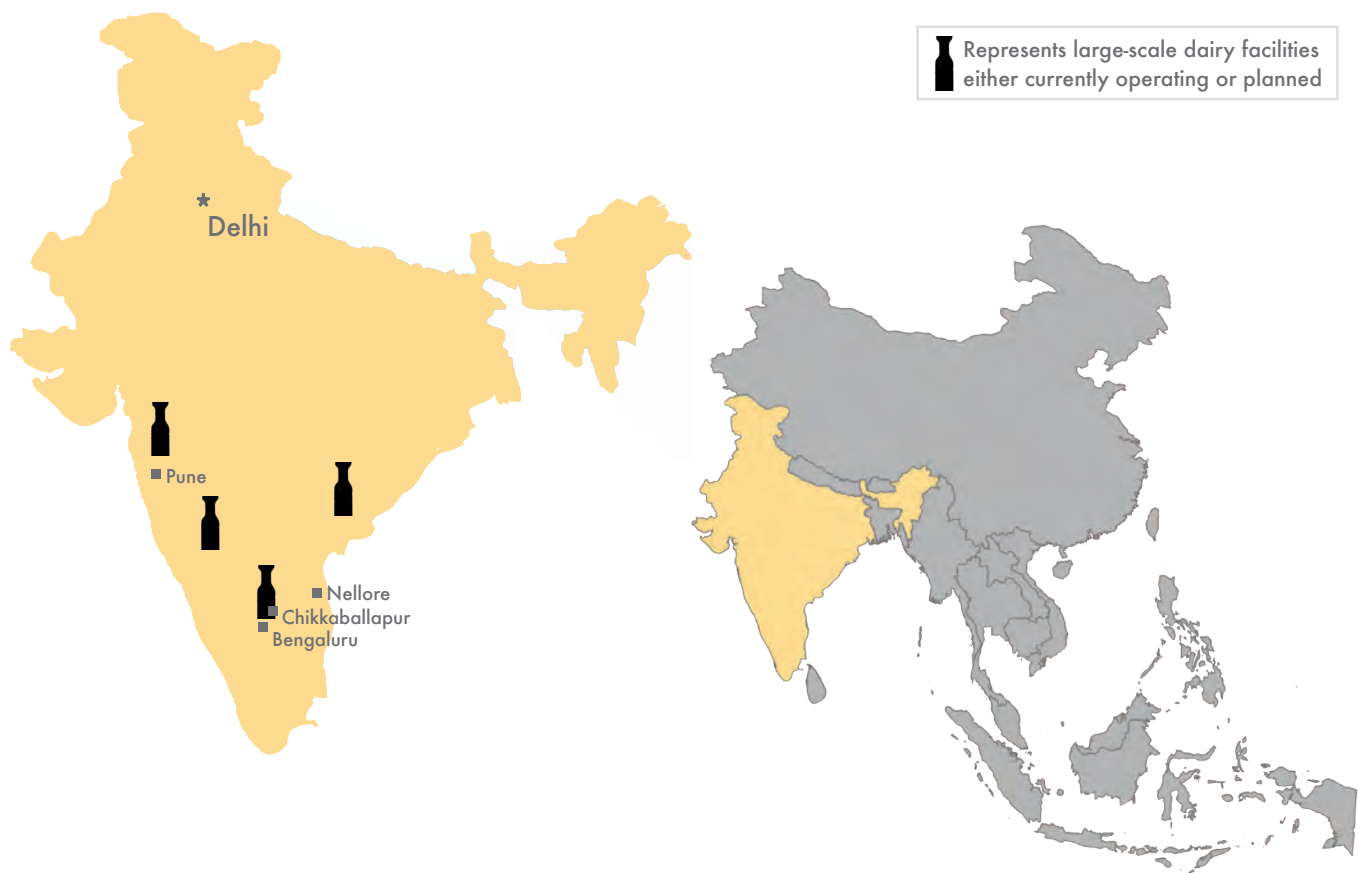 Represents large-scale dairy facilities
either currently operating or planned
Delhi
Pune
Nellore
Chikkaballapur
Bengaluru